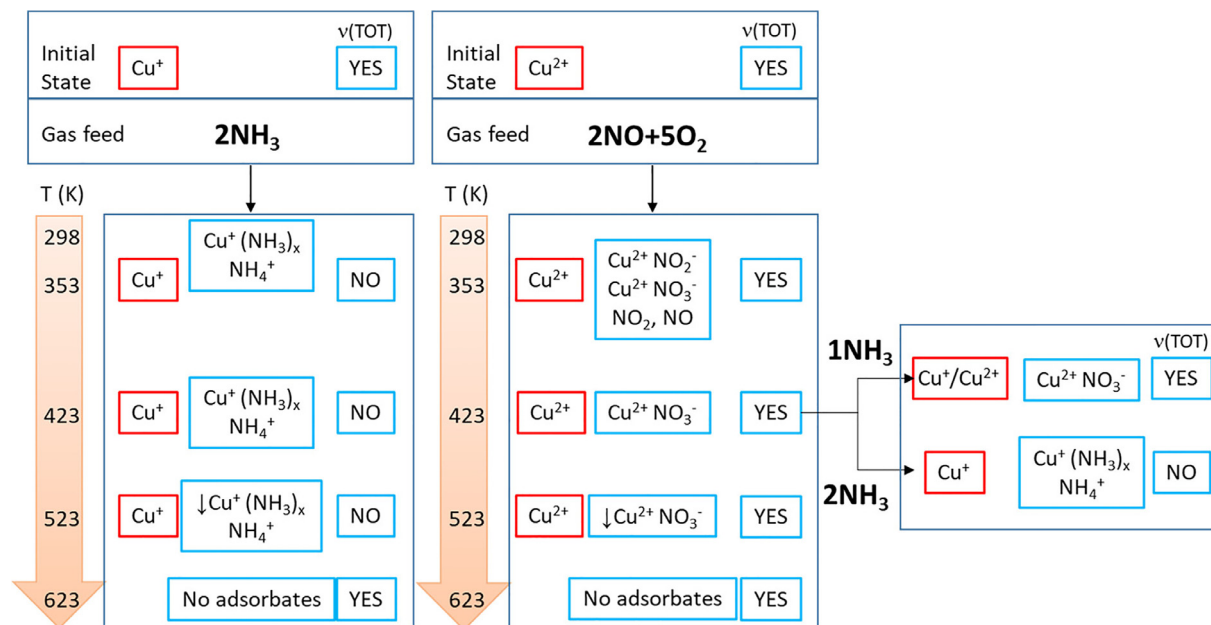 ν(TOT)
Initial
State
Cu⁺
YES
Gas feed
2NH₃
T (K)
298
353
423
523
623
Cu⁺ (NH₃)ₓ
NH₄⁺
Cu⁺
NO
Cu⁺
Cu⁺ (NH₃)ₓ
NH₄⁺
NO
Cu⁺
↓Cu⁺ (NH₃)ₓ
NH₄⁺
NO
No adsorbates
YES
ν(TOT)
Initial
State
Cu²⁺
YES
Gas feed
2NO+5O₂
T (K)
298
353
423
523
623
Cu²⁺
Cu²⁺ NO₂⁻
Cu²⁺ NO₃⁻
NO₂, NO
YES
Cu²⁺
Cu²⁺ NO₃⁻
YES
Cu²⁺
↓Cu²⁺ NO₃⁻
YES
No adsorbates
YES
1NH₃
2NH₃
ν(TOT)
Cu⁺/Cu²⁺
Cu²⁺ NO₃⁻
YES
Cu⁺
Cu⁺ (NH₃)ₓ
NH₄⁺
NO